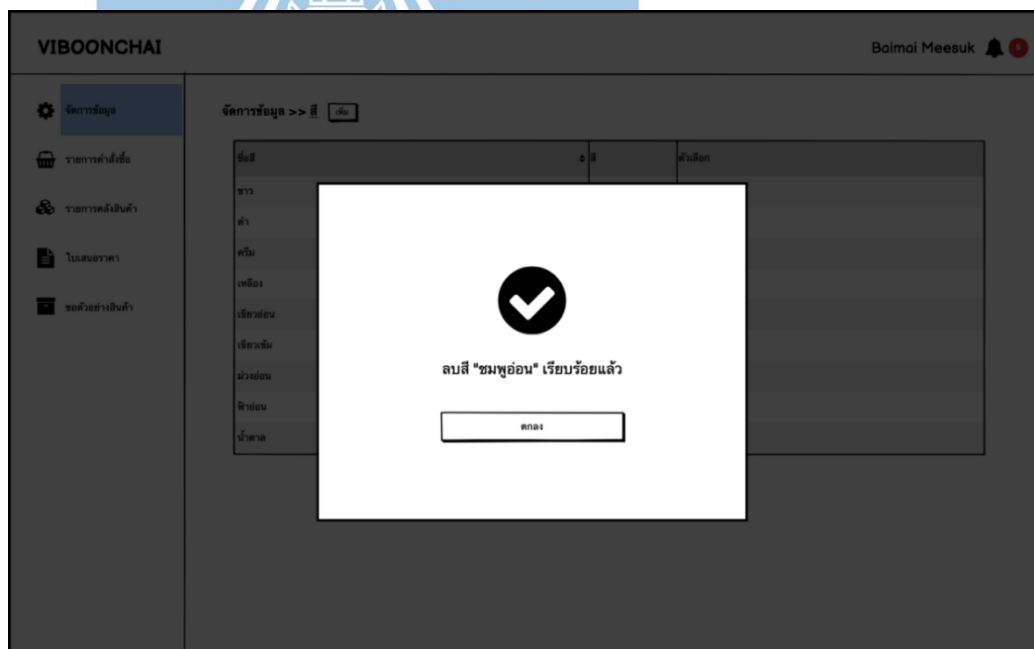 VIBOONCHAI
Baimai Meesuk
จัดการข้อมูล
รายการคำสั่งซื้อ
รายการคลังสินค้า
ใบเสนอราคา
ขอตัวอย่างสินค้า
จัดการข้อมูล >> สี เพิ่ม
ชื่อสี สี ตัวเลือก
ขาว
ดำ
ครีม
เหลือง
เขียวอ่อน
เขียวเข้ม
ม่วงอ่อน
ฟ้าอ่อน
น้ำตาล
ลบสี "ชมพูอ่อน" เรียบร้อยแล้ว
ตกลง